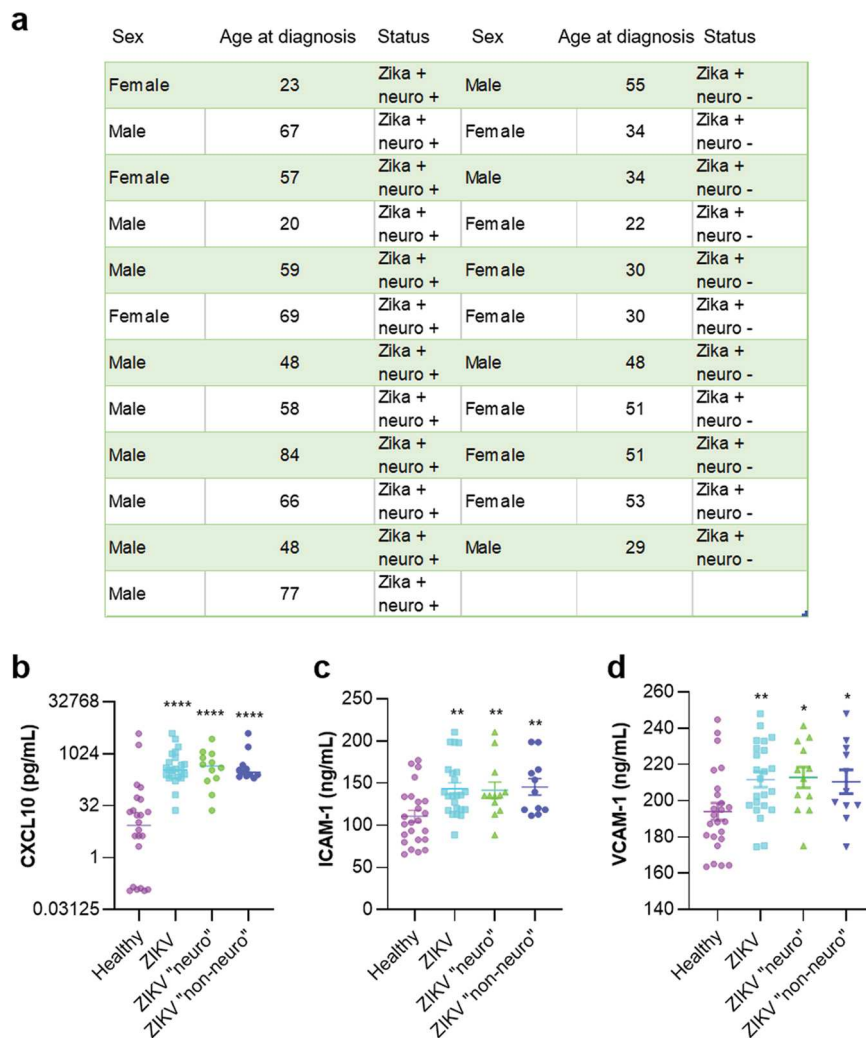 a
Sex Age at diagnosis Status Sex Age at diagnosis Status
Female 23 Zika + neuro + Male 55 Zika + neuro -
Male 67 Zika + neuro + Female 34 Zika + neuro -
Female 57 Zika + neuro + Male 34 Zika + neuro -
Male 20 Zika + neuro + Female 22 Zika + neuro -
Male 59 Zika + neuro + Female 30 Zika + neuro -
Female 69 Zika + neuro + Female 30 Zika + neuro -
Male 48 Zika + neuro + Male 48 Zika + neuro -
Male 58 Zika + neuro + Female 51 Zika + neuro -
Male 84 Zika + neuro + Female 51 Zika + neuro -
Male 66 Zika + neuro + Female 53 Zika + neuro -
Male 48 Zika + neuro + Male 29 Zika + neuro -
Male 77 Zika + neuro +
b
CXCL10 (pg/mL)
32768
1024
32
1
0.03125
**** **** ****
Healthy
ZIKV
ZIKV "neuro"
ZIKV "non-neuro"
c
ICAM-1 (ng/mL)
250
200
150
100
50
0
** ** **
Healthy
ZIKV
ZIKV "neuro"
ZIKV "non-neuro"
d
VCAM-1 (ng/mL)
260
240
220
200
180
160
140
** * *
Healthy
ZIKV
ZIKV "neuro"
ZIKV "non-neuro"